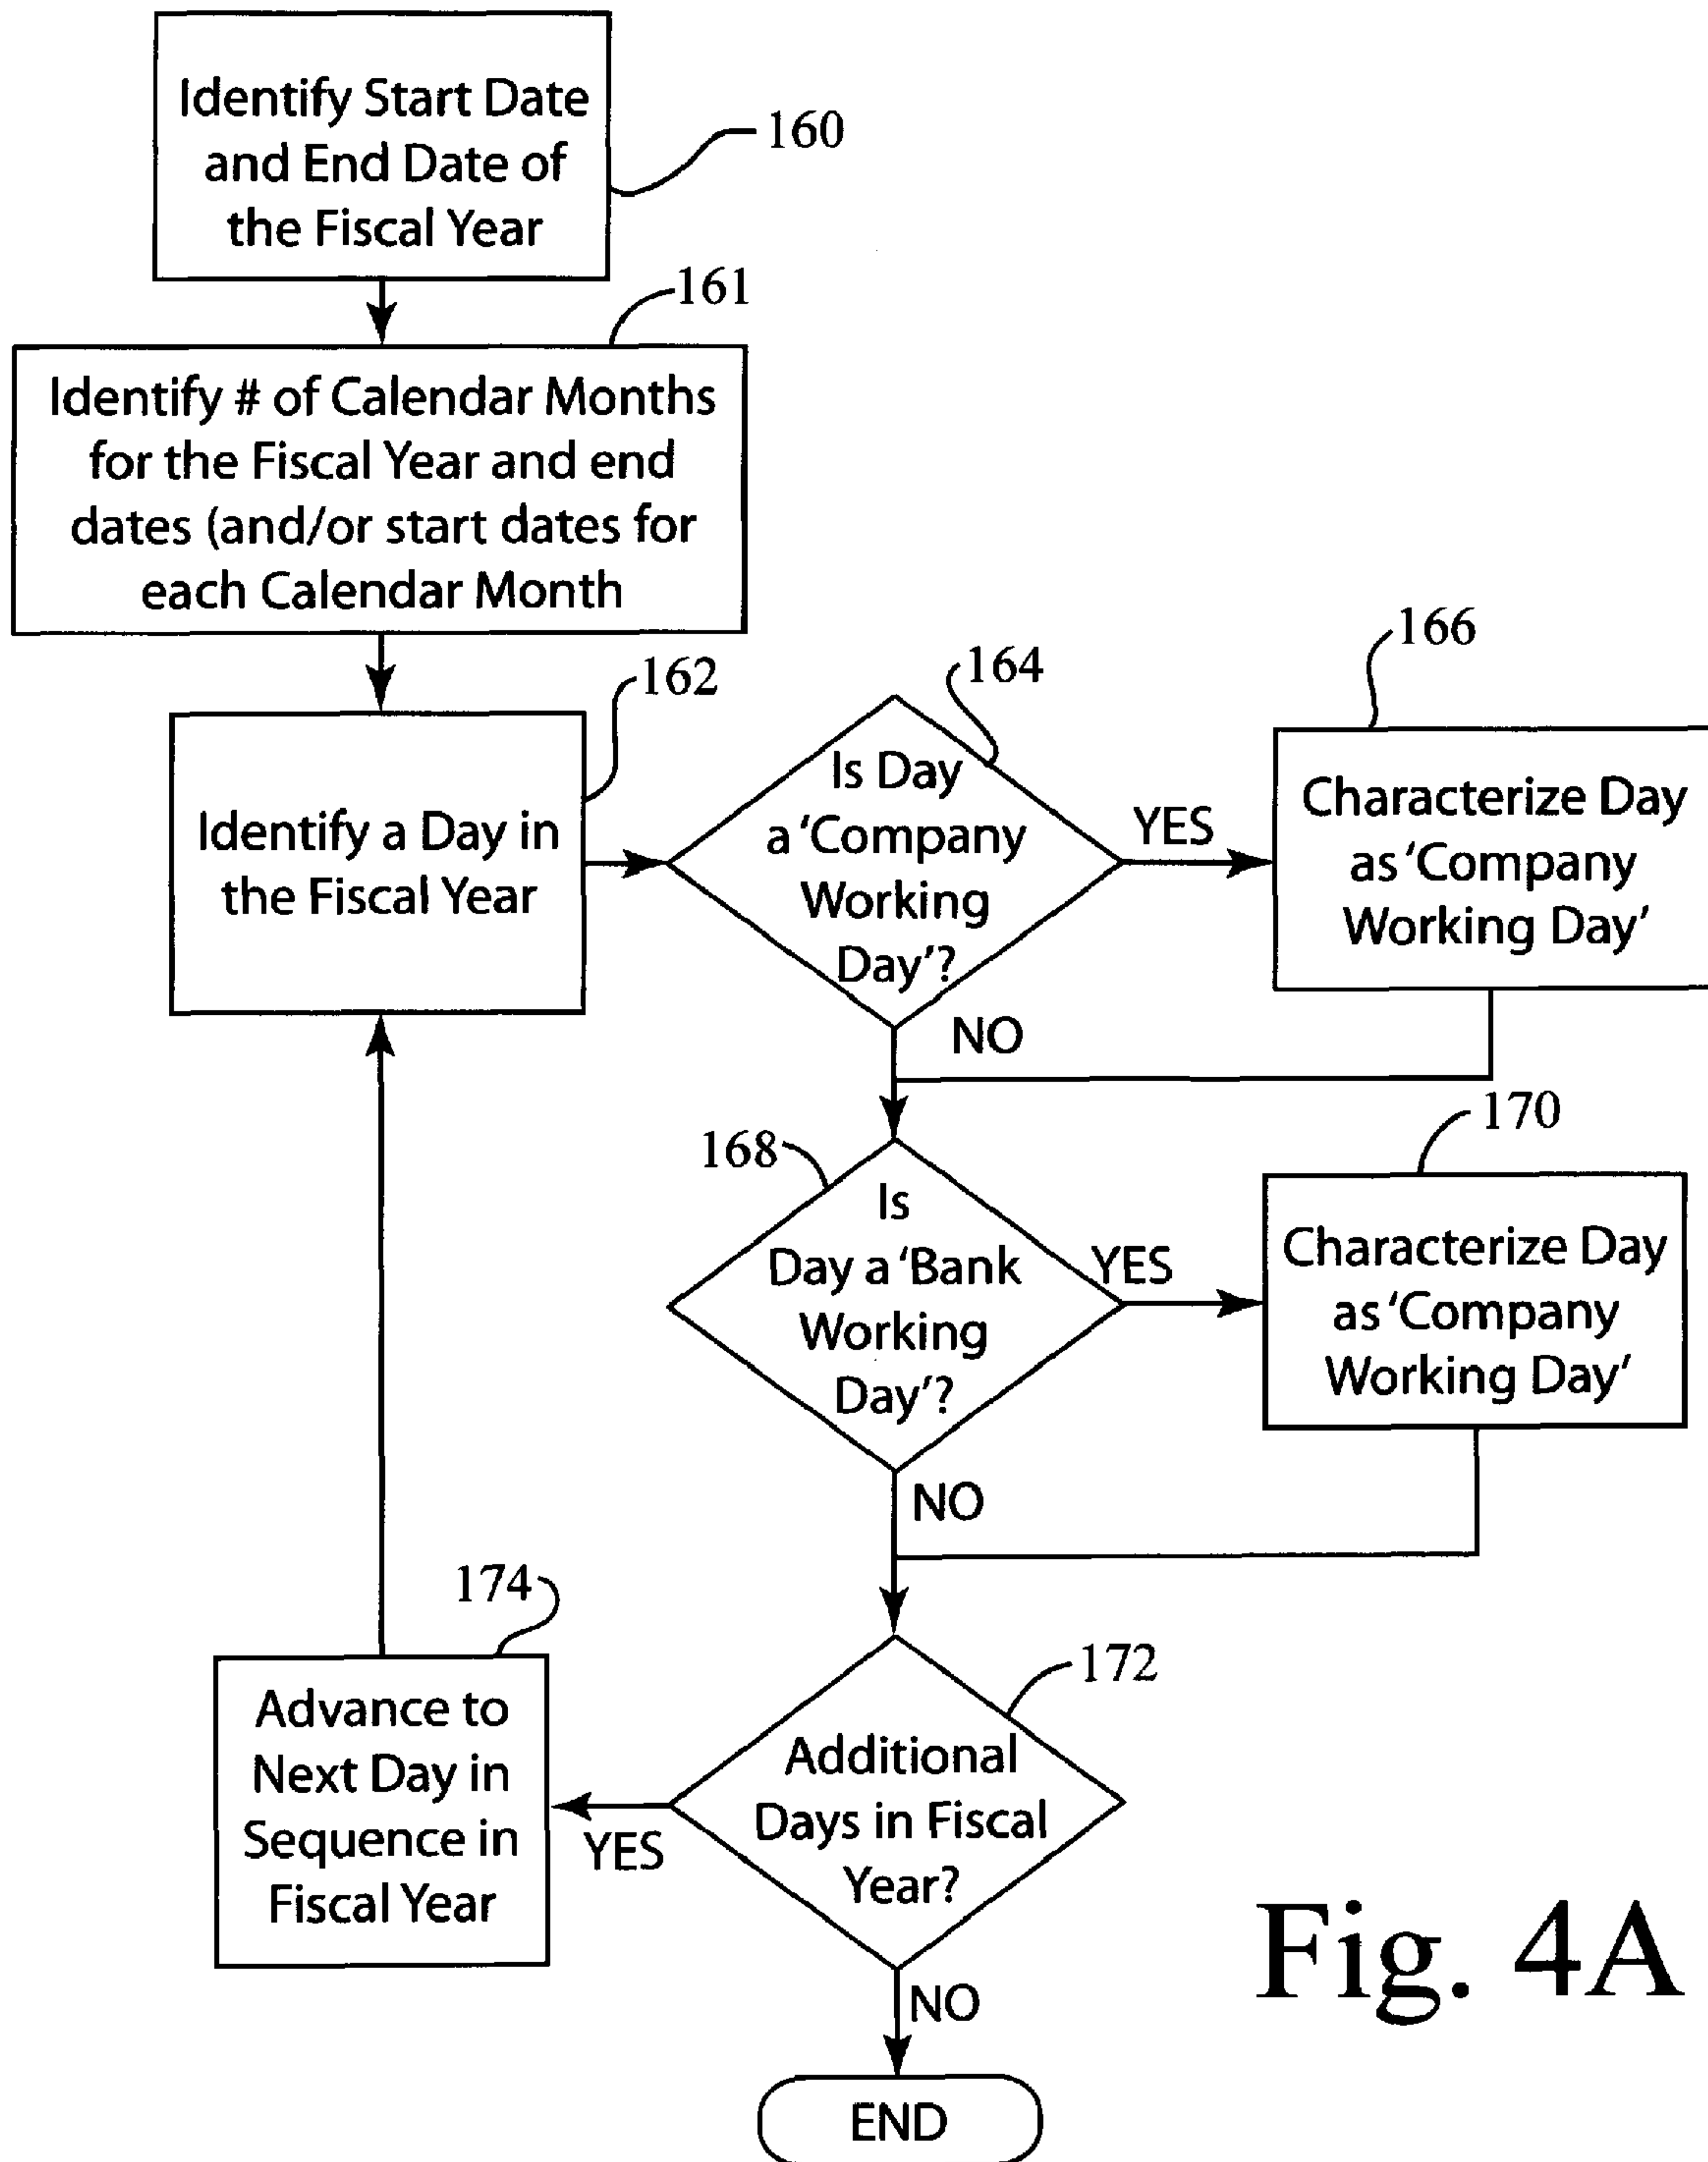 Identify Start Date
and End Date of
the Fiscal Year
160
161
Identify # of Calendar Months
for the Fiscal Year and end
dates (and/or start dates for
each Calendar Month
162
Identify a Day in
the Fiscal Year
164
Is Day
a 'Company
Working
Day'?
YES
NO
166
Characterize Day
as 'Company
Working Day'
168
Is
Day a 'Bank
Working
Day'?
YES
NO
170
Characterize Day
as 'Company
Working Day'
172
Additional
Days in Fiscal
Year?
YES
NO
174
Advance to
Next Day in
Sequence in
Fiscal Year
END
Fig. 4A